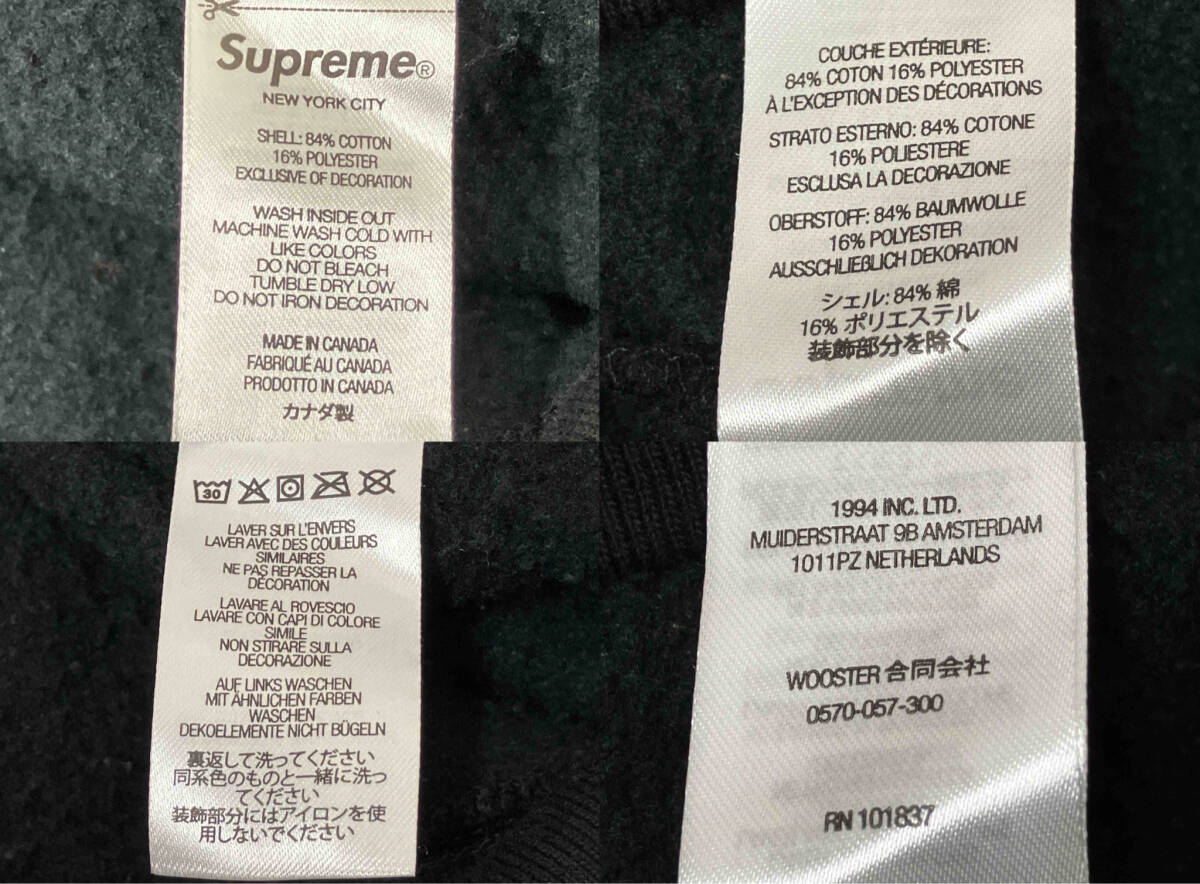 Supreme®
NEW YORK CITY
SHELL: 84% COTTON
16% POLYESTER
EXCLUSIVE OF DECORATION
WASH INSIDE OUT
MACHINE WASH COLD WITH
LIKE COLORS
DO NOT BLEACH
TUMBLE DRY LOW
DO NOT IRON DECORATION
MADE IN CANADA
FABRIQUÉ AU CANADA
PRODOTTO IN CANADA
カナダ製
COUCHE EXTÉRIEURE:
84% COTON 16% POLYESTER
À L'EXCEPTION DES DÉCORATIONS
STRATO ESTERNO: 84% COTONE
16% POLIESTERE
ESCLUSA LA DECORAZIONE
OBERSTOFF: 84% BAUMWOLLE
16% POLYESTER
AUSSCHLIEßLICH DEKORATION
シェル: 84% 綿
16% ポリエステル
装飾部分を除く
30
LAVER SUR L'ENVERS
LAVER AVEC DES COULEURS
SIMILAIRES
NE PAS REPASSER LA
DÉCORATION
LAVARE AL ROVESCIO
LAVARE CON CAPI DI COLORE
SIMILE
NON STIRARE SULLA
DECORAZIONE
AUF LINKS WASCHEN
MIT ÄHNLICHEN FARBEN
WASCHEN
DEKOELEMENTE NICHT BÜGELN
裏返して洗ってください
同系色のものと一緒に洗っ
てください
装飾部分にはアイロンを使
用しないでください
1994 INC. LTD.
MUIDERSTRAAT 9B AMSTERDAM
1011PZ NETHERLANDS
WOOSTER 合同会社
0570-057-300
RN 101837